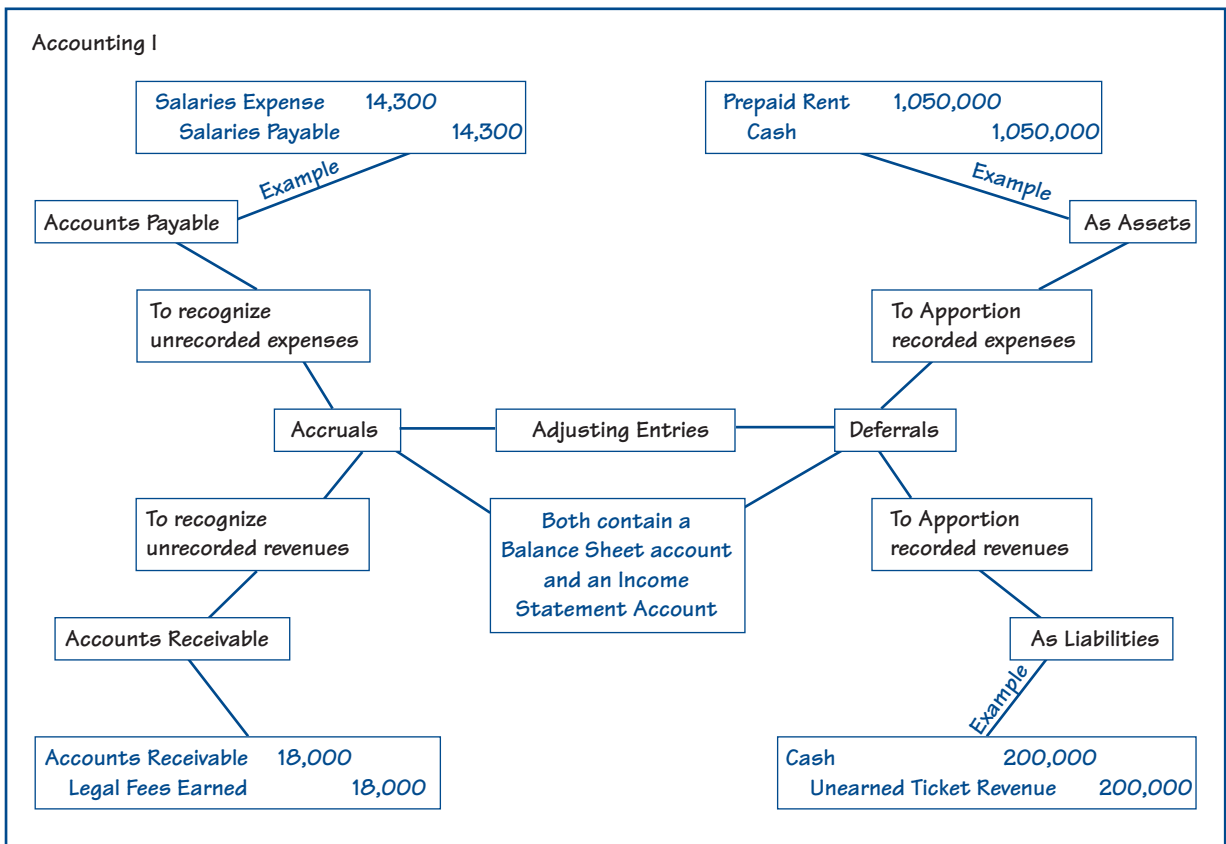 Accounting I
Salaries Expense 14,300
Salaries Payable 14,300
Prepaid Rent 1,050,000
Cash 1,050,000
Example
Example
Accounts Payable
As Assets
To recognize
unrecorded expenses
To Apportion
recorded expenses
Accruals
Adjusting Entries
Deferrals
To recognize
unrecorded revenues
Both contain a
Balance Sheet account
and an Income
Statement Account
To Apportion
recorded revenues
Accounts Receivable
As Liabilities
Example
Accounts Receivable 18,000
Legal Fees Earned 18,000
Cash 200,000
Unearned Ticket Revenue 200,000